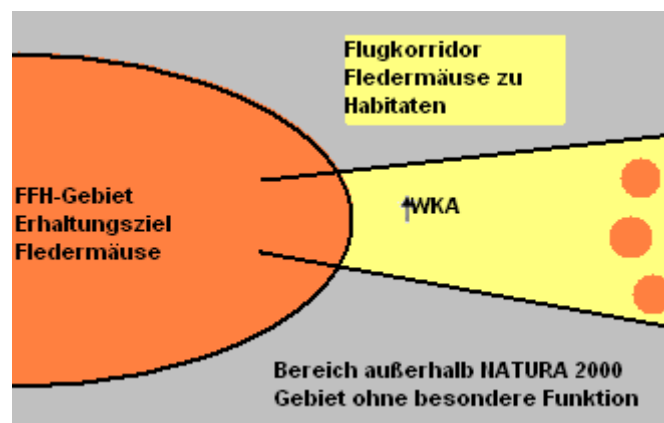 Flugkorridor
Fledermäuse zu
Habitaten
FFH-Gebiet
Erhaltungsziel
Fledermäuse
WKA
Bereich außerhalb NATURA 2000
Gebiet ohne besondere Funktion